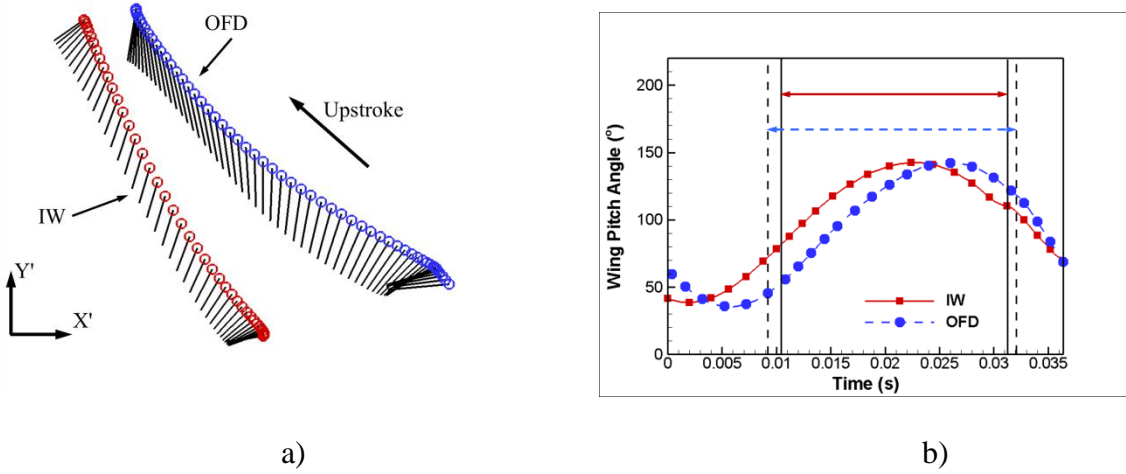 OFD
Upstroke
IW
Y'
X'
a)
Wing Pitch Angle (°)
200
150
100
50
0
0 0.005 0.01 0.015 0.02 0.025 0.03 0.035
Time (s)
IW
OFD
b)